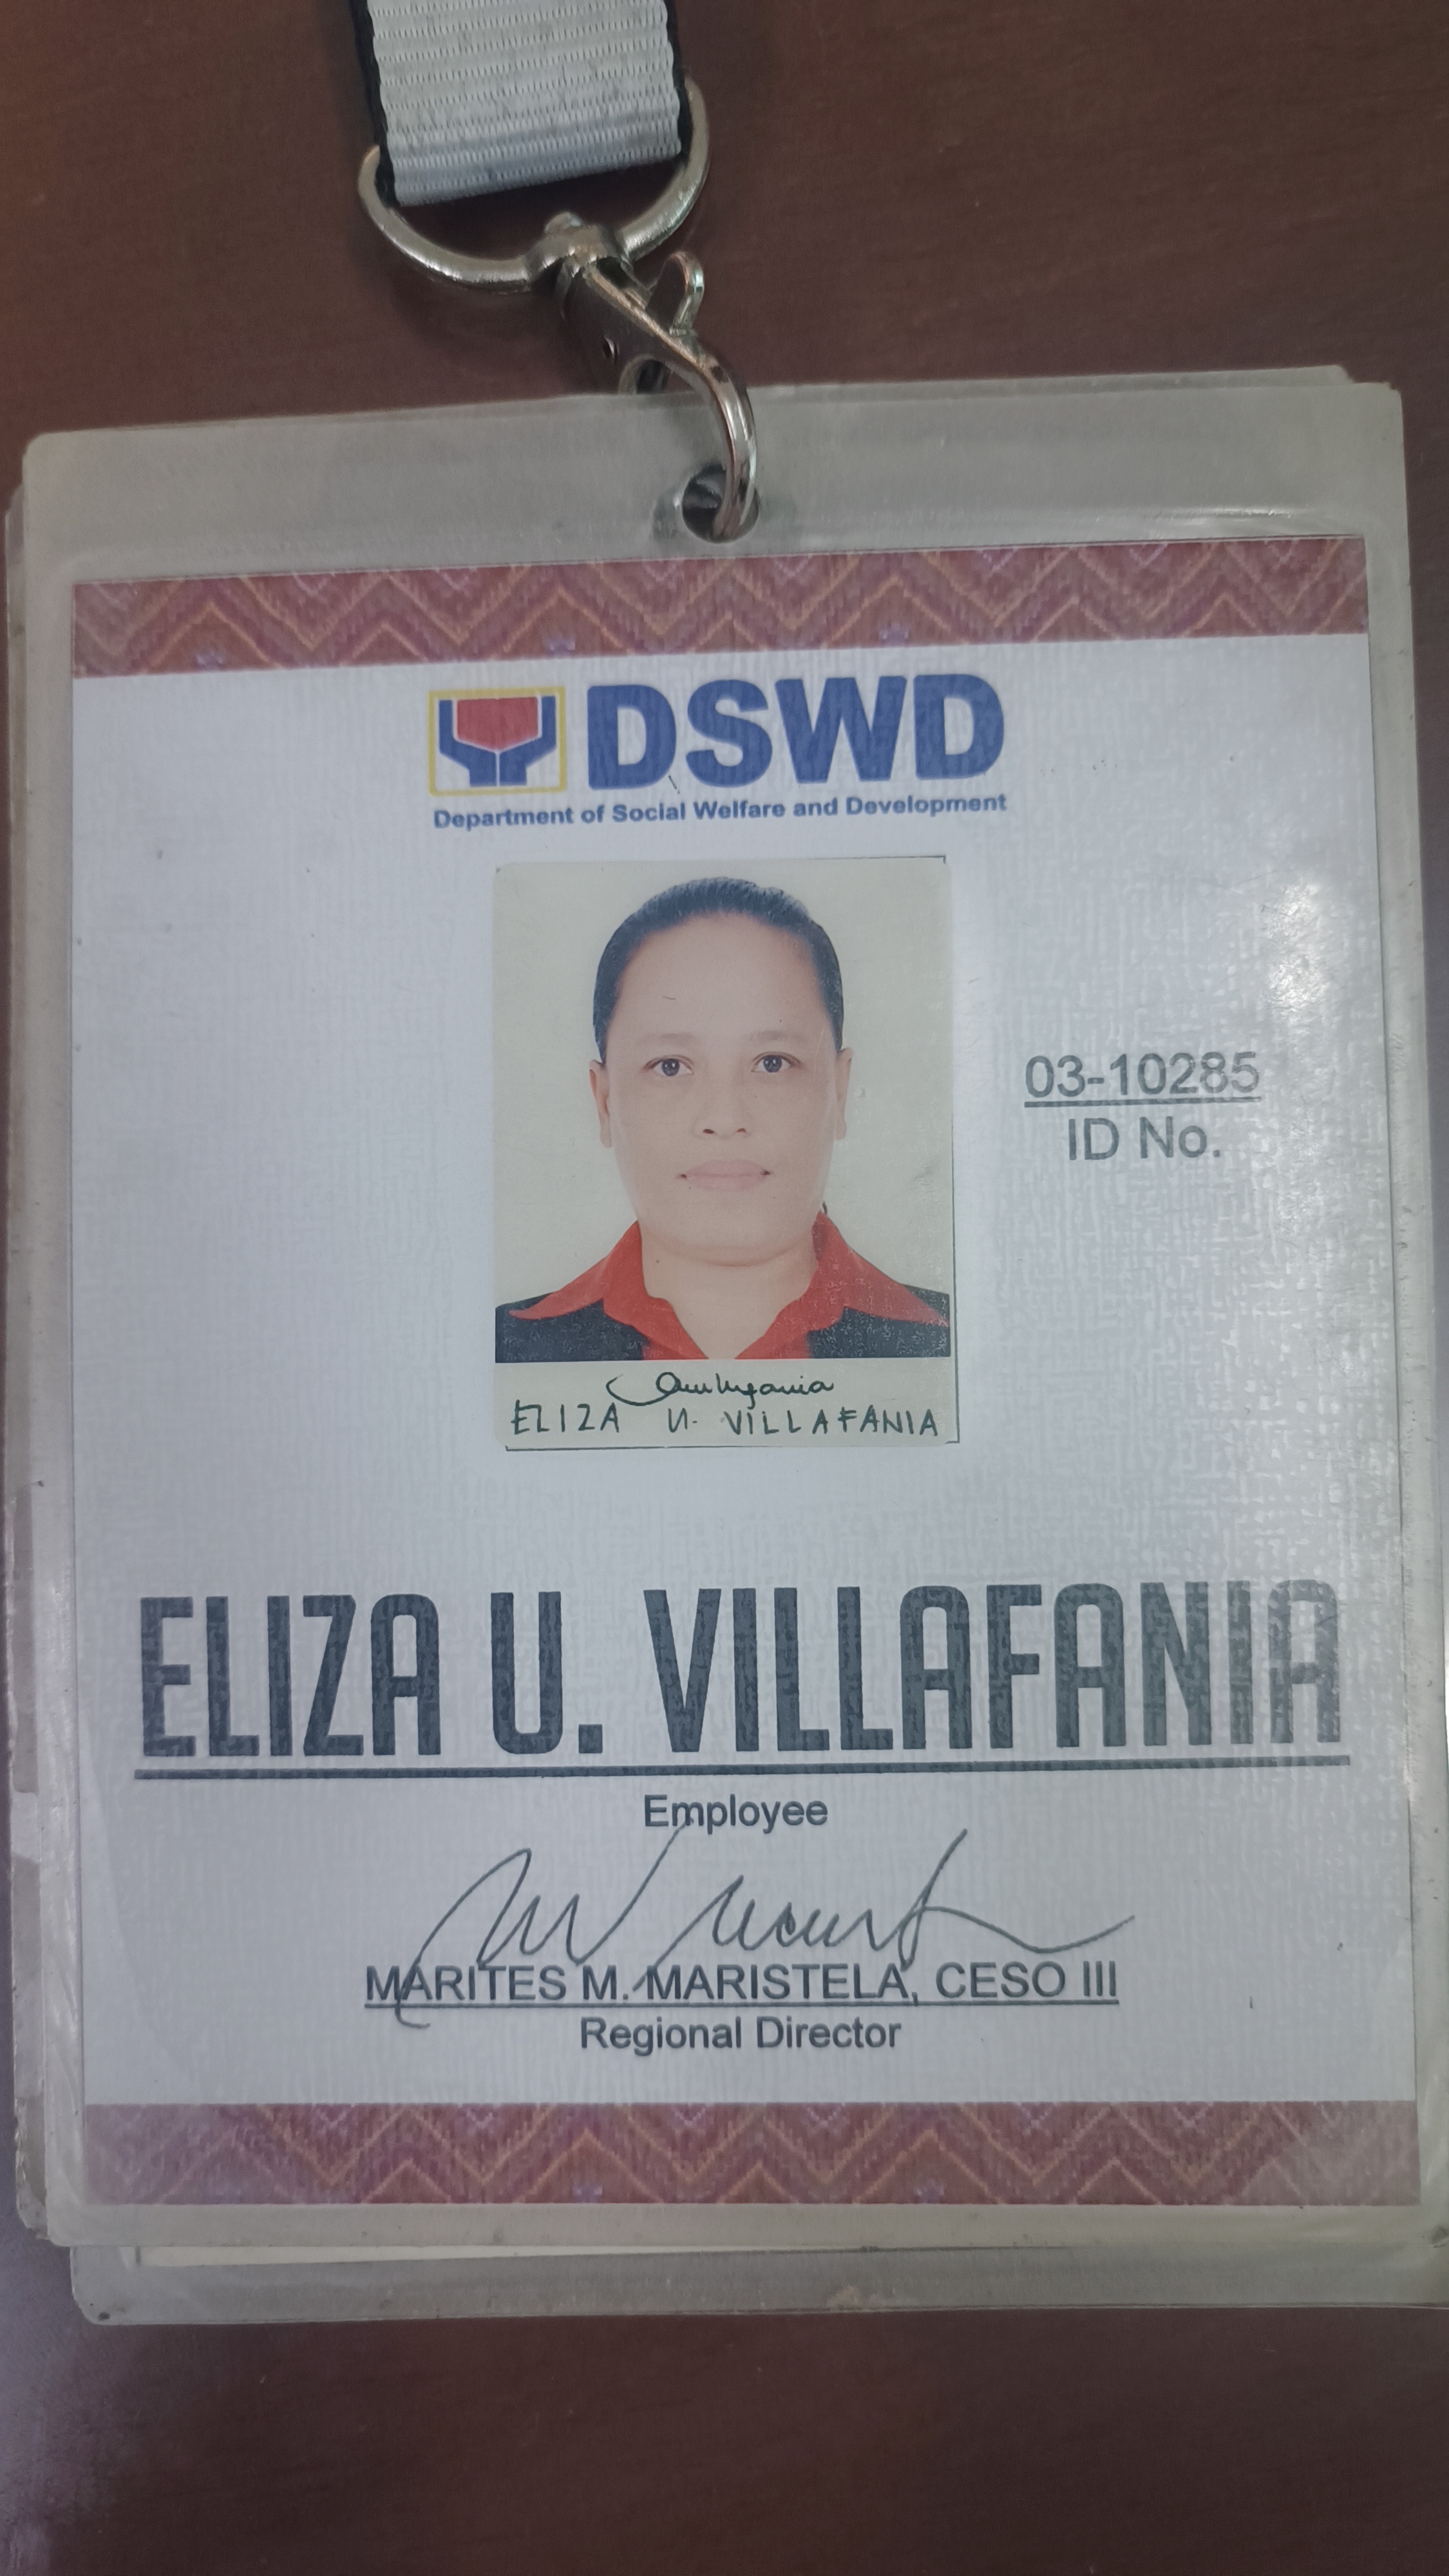 DSWD
Department of Social Welfare and Development
03-10285
ID No.
ELIZA U. VILLAFANIA
ELIZA U. VILLAFANIA
Employee
MARITES M. MARISTELA, CESO III
Regional Director